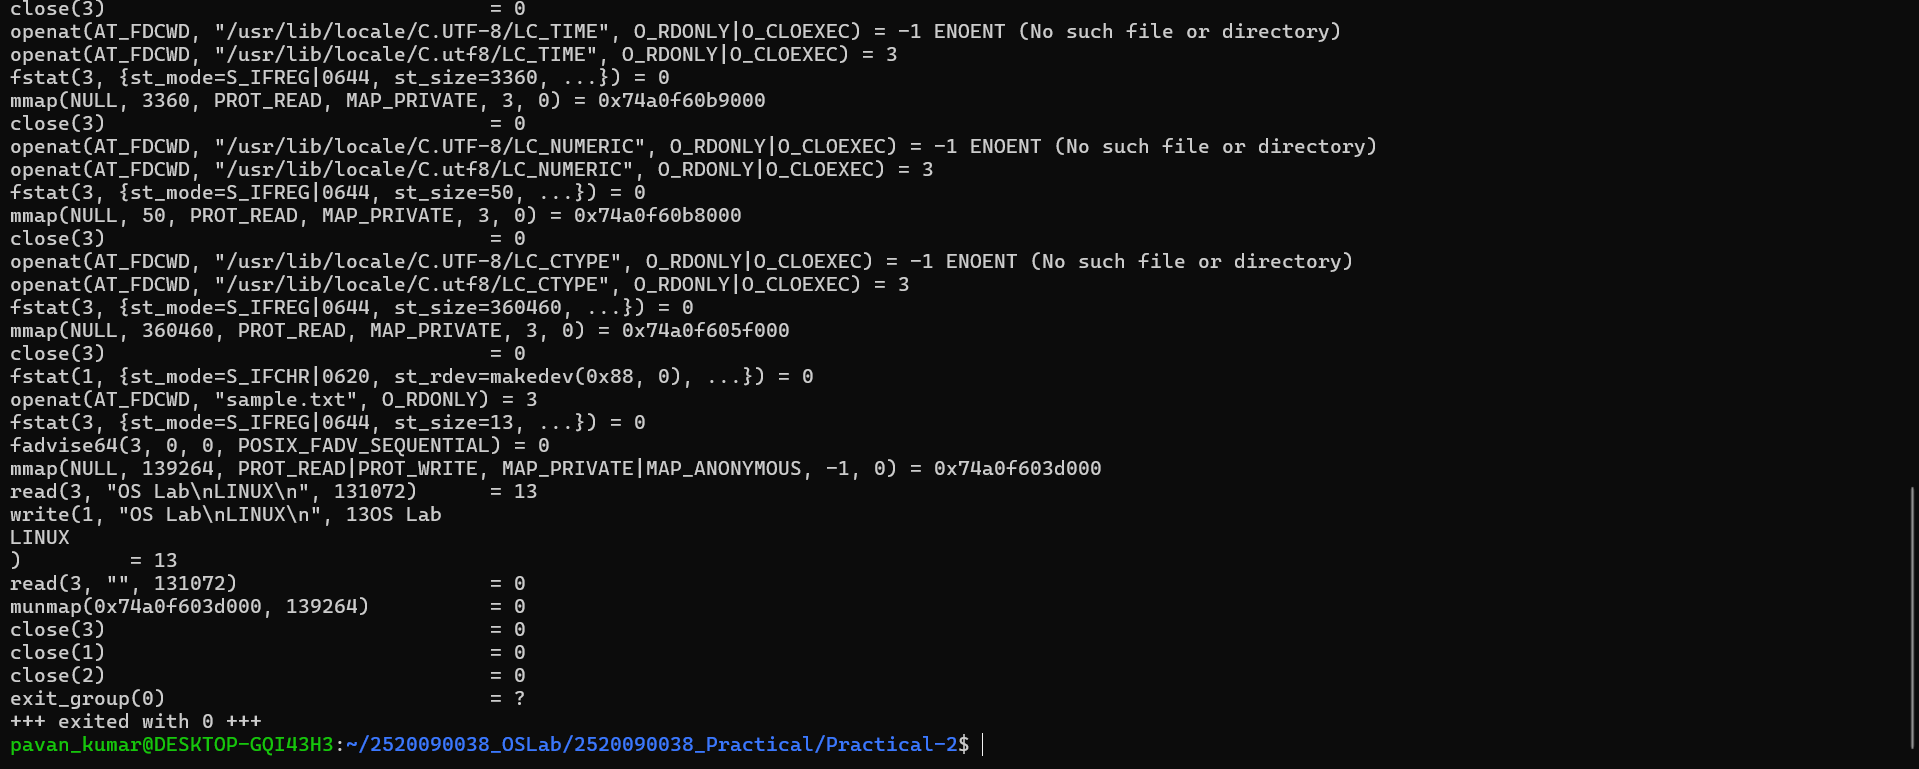 close(3)                                = 0
openat(AT_FDCWD, "/usr/lib/locale/C.UTF-8/LC_TIME", O_RDONLY|O_CLOEXEC) = -1 ENOENT (No such file or directory)
openat(AT_FDCWD, "/usr/lib/locale/C.utf8/LC_TIME", O_RDONLY|O_CLOEXEC) = 3
fstat(3, {st_mode=S_IFREG|0644, st_size=3360, ...}) = 0
mmap(NULL, 3360, PROT_READ, MAP_PRIVATE, 3, 0) = 0x74a0f60b9000
close(3)                                = 0
openat(AT_FDCWD, "/usr/lib/locale/C.UTF-8/LC_NUMERIC", O_RDONLY|O_CLOEXEC) = -1 ENOENT (No such file or directory)
openat(AT_FDCWD, "/usr/lib/locale/C.utf8/LC_NUMERIC", O_RDONLY|O_CLOEXEC) = 3
fstat(3, {st_mode=S_IFREG|0644, st_size=50, ...}) = 0
mmap(NULL, 50, PROT_READ, MAP_PRIVATE, 3, 0) = 0x74a0f60b8000
close(3)                                = 0
openat(AT_FDCWD, "/usr/lib/locale/C.UTF-8/LC_CTYPE", O_RDONLY|O_CLOEXEC) = -1 ENOENT (No such file or directory)
openat(AT_FDCWD, "/usr/lib/locale/C.utf8/LC_CTYPE", O_RDONLY|O_CLOEXEC) = 3
fstat(3, {st_mode=S_IFREG|0644, st_size=360460, ...}) = 0
mmap(NULL, 360460, PROT_READ, MAP_PRIVATE, 3, 0) = 0x74a0f605f000
close(3)                                = 0
fstat(1, {st_mode=S_IFCHR|0620, st_rdev=makedev(0x88, 0), ...}) = 0
openat(AT_FDCWD, "sample.txt", O_RDONLY) = 3
fstat(3, {st_mode=S_IFREG|0644, st_size=13, ...}) = 0
fadvise64(3, 0, 0, POSIX_FADV_SEQUENTIAL) = 0
mmap(NULL, 139264, PROT_READ|PROT_WRITE, MAP_PRIVATE|MAP_ANONYMOUS, -1, 0) = 0x74a0f603d000
read(3, "OS Lab\nLINUX\n", 131072)      = 13
write(1, "OS Lab\nLINUX\n", 13OS Lab
LINUX
)         = 13
read(3, "", 131072)                     = 0
munmap(0x74a0f603d000, 139264)          = 0
close(3)                                = 0
close(1)                                = 0
close(2)                                = 0
exit_group(0)                           = ?
+++ exited with 0 +++
pavan_kumar@DESKTOP-GQI43H3:~/2520090038_OSLab/2520090038_Practical/Practical-2$